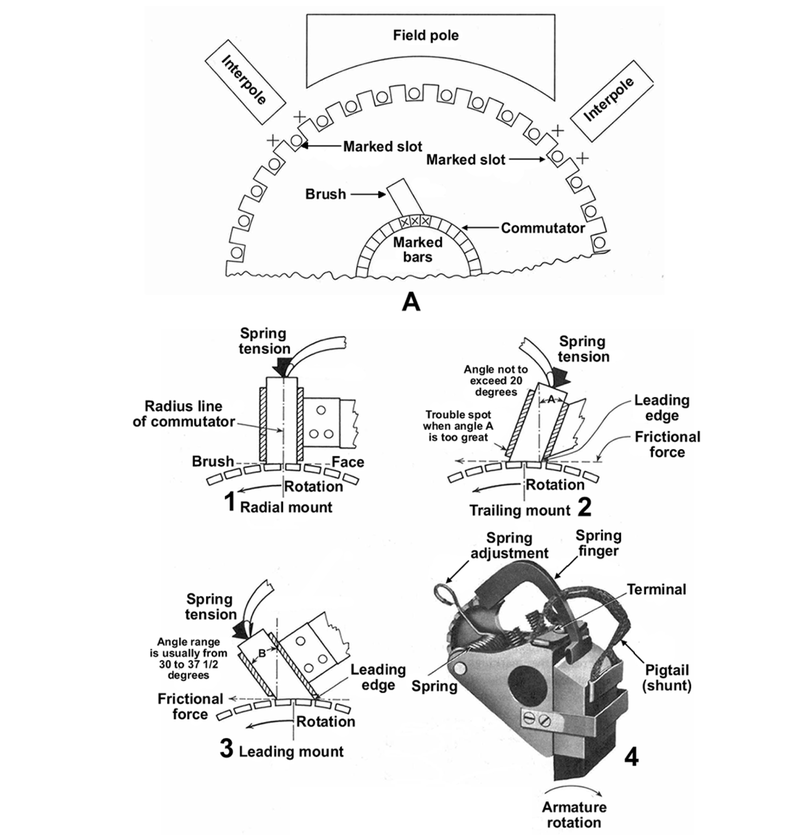 Field pole
Interpole
Interpole
Marked slot
Marked slot
Brush
Commutator
Marked
bars
A
Spring
tension
Radius line
of commutator
Brush
Face
Rotation
1 Radial mount
Spring
tension
Angle not to
exceed 20
degrees
A
Trouble spot
when angle A
is too great
Leading
edge
Frictional
force
Rotation
Trailing mount 2
Spring
tension
Angle range
is usually from
30 to 37 1/2
degrees
B
Leading
edge
Frictional
force
Rotation
3 Leading mount
Spring
adjustment
Spring
finger
Terminal
Spring
Pigtail
(shunt)
4
Armature
rotation